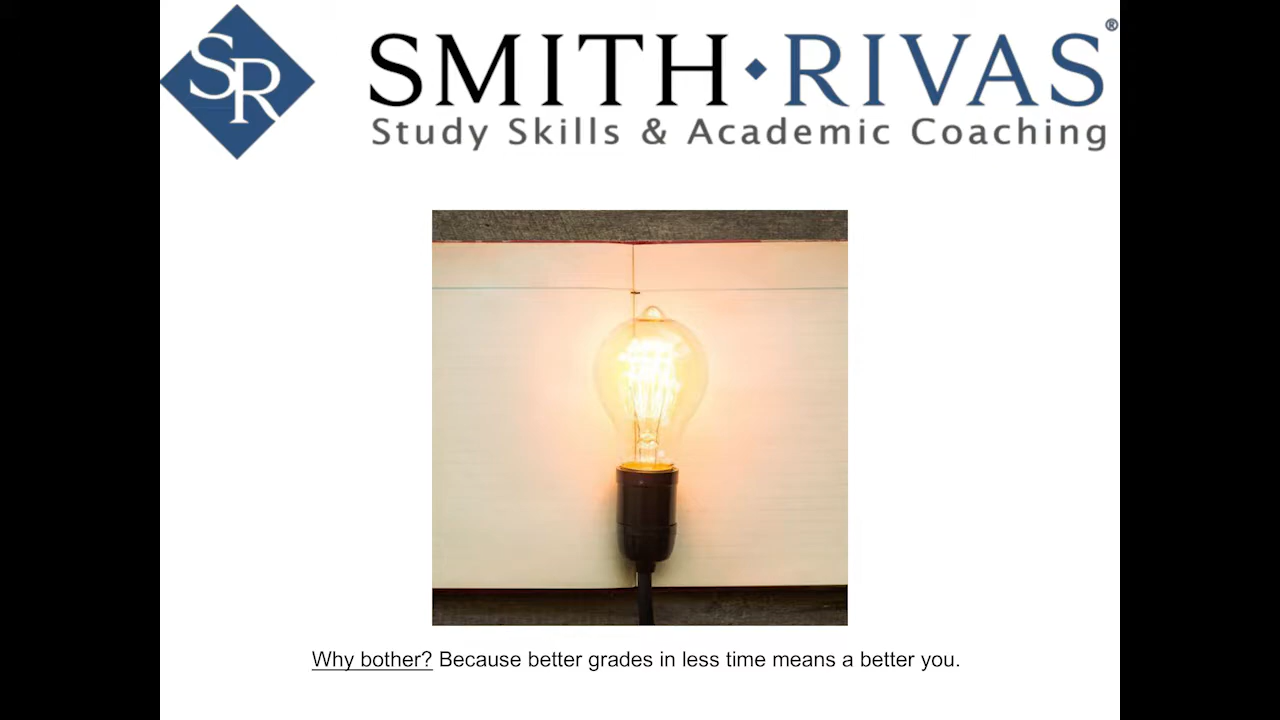 SR
SMITH·RIVAS®
Study Skills & Academic Coaching
Why bother? Because better grades in less time means a better you.